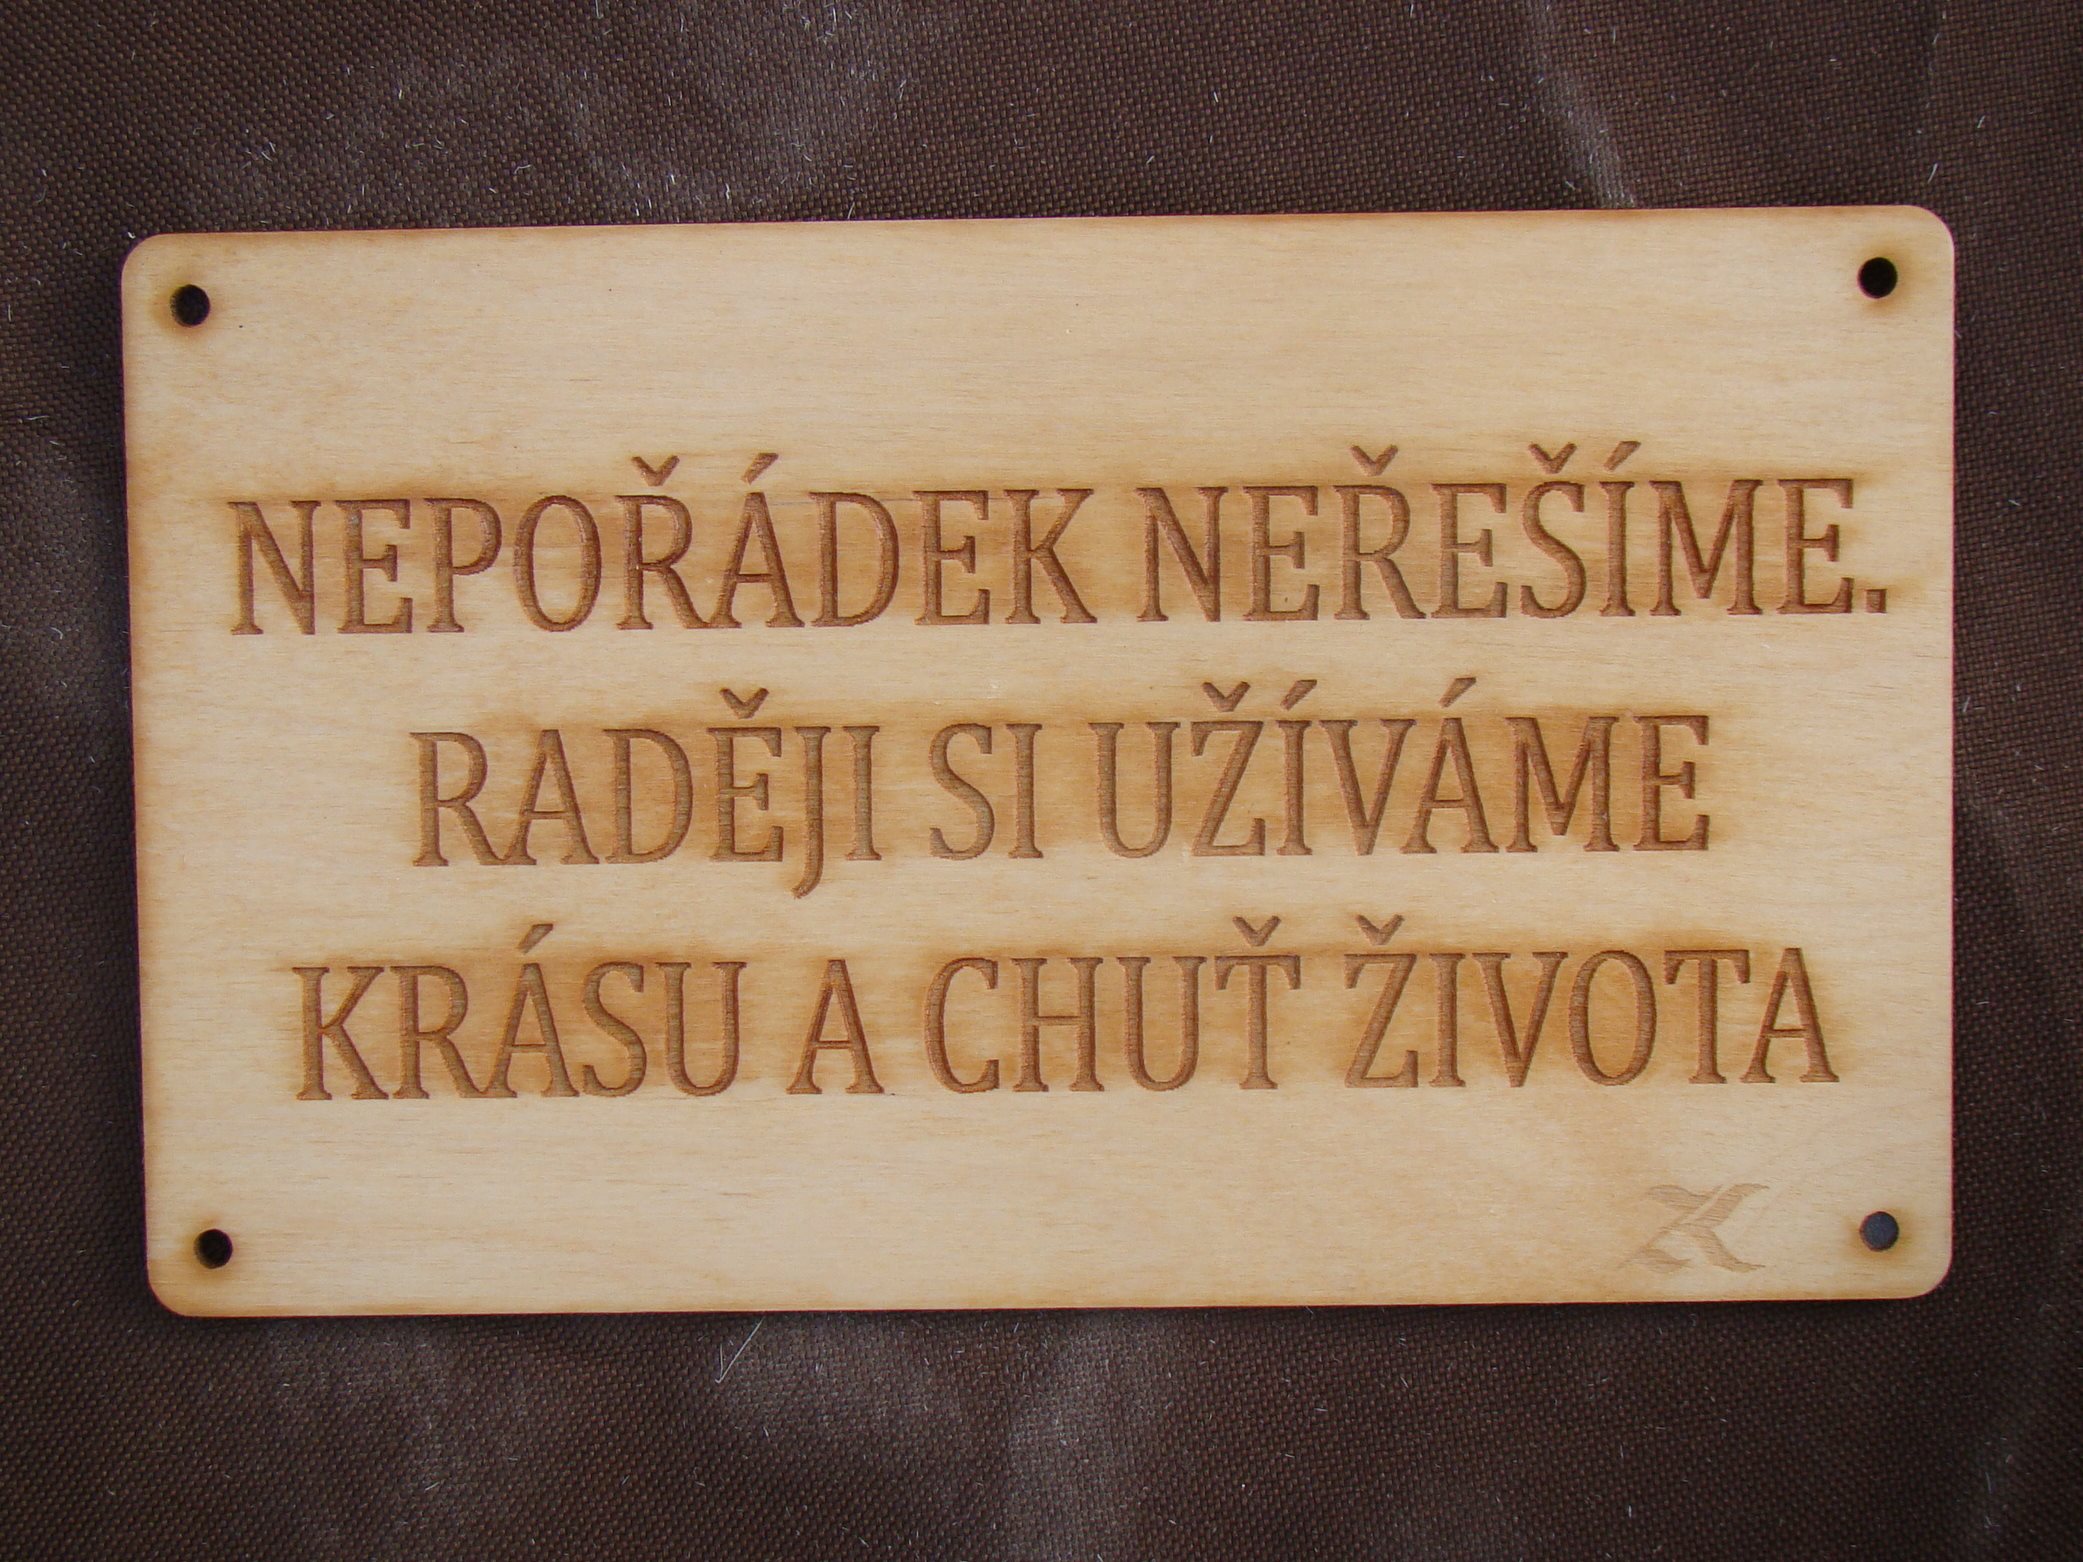 NEPOŘÁDEK NEŘEŠÍME.
RADĚJI SI UŽÍVÁME
KRÁSU A CHUŤ ŽIVOTA